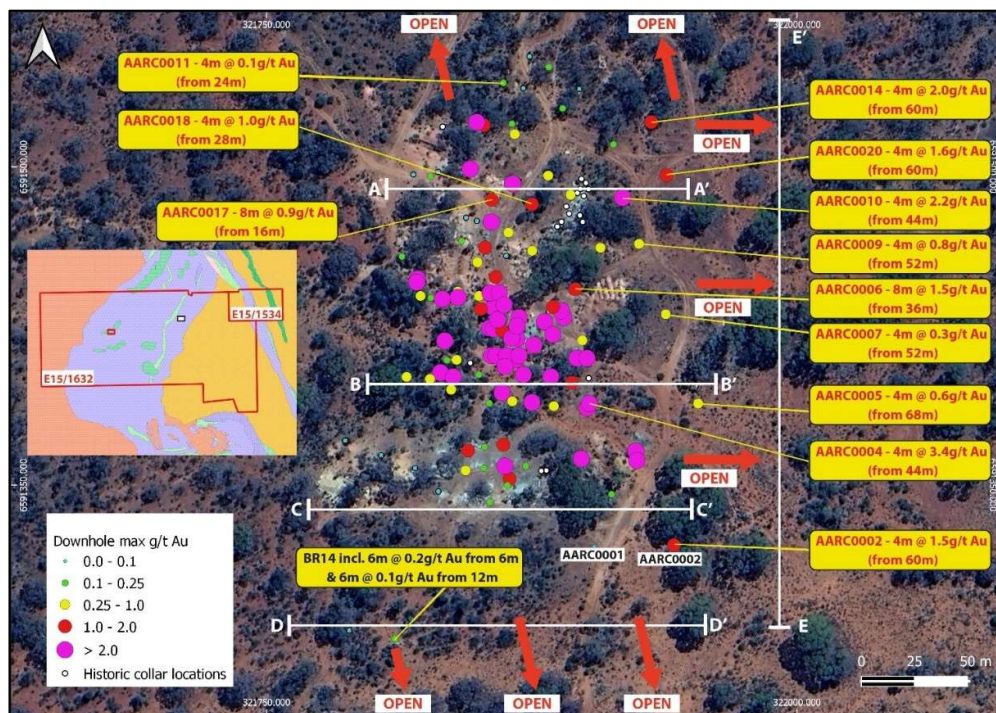 321750.000
322000.000
OPEN
OPEN
E'
AARC0011 - 4m @ 0.1g/t Au
(from 24m)
AARC0018 - 4m @ 1.0g/t Au
(from 28m)
AARC0017 - 8m @ 0.9g/t Au
(from 16m)
AARC0014 - 4m @ 2.0g/t Au
(from 60m)
OPEN
AARC0020 - 4m @ 1.6g/t Au
(from 60m)
6591500.000
A
A'
AARC0010 - 4m @ 2.2g/t Au
(from 44m)
AARC0009 - 4m @ 0.8g/t Au
(from 52m)
AARC0006 - 8m @ 1.5g/t Au
(from 36m)
OPEN
AARC0007 - 4m @ 0.3g/t Au
(from 52m)
E15/1534
E15/1632
B
B'
AARC0005 - 4m @ 0.6g/t Au
(from 68m)
AARC0004 - 4m @ 3.4g/t Au
(from 44m)
OPEN
6591350.000
C
C'
AARC0001
AARC0002
AARC0002 - 4m @ 1.5g/t Au
(from 60m)
BR14 incl. 6m @ 0.2g/t Au from 6m
& 6m @ 0.1g/t Au from 12m
D
D'
E
Downhole max g/t Au
0.0 - 0.1
0.1 - 0.25
0.25 - 1.0
1.0 - 2.0
> 2.0
Historic collar locations
OPEN
OPEN
OPEN
0 25 50 m
321750.000
322000.000